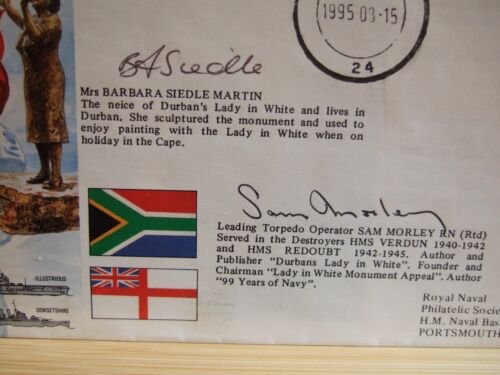 1995 08-15
24
BASiedle
Mrs BARBARA SIEDLE MARTIN
The neice of Durban's Lady in White and lives in
Durban. She sculptured the monument and used to
enjoy painting with the Lady in White when on
holiday in the Cape.
Sam Morley
Leading Torpedo Operator SAM MORLEY RN (Rtd)
Served in the Destroyers HMS VERDUN 1940-1942
and HMS REDOUBT 1942-1945. Author and
Publisher "Durbans Lady in White". Founder and
Chairman "Lady in White Monument Appeal". Author
"99 Years of Navy".
ILLUSTRIOUS
DORSETSHIRE
Royal Naval
Philatelic Socie
H.M. Naval Bas
PORTSMOUTH